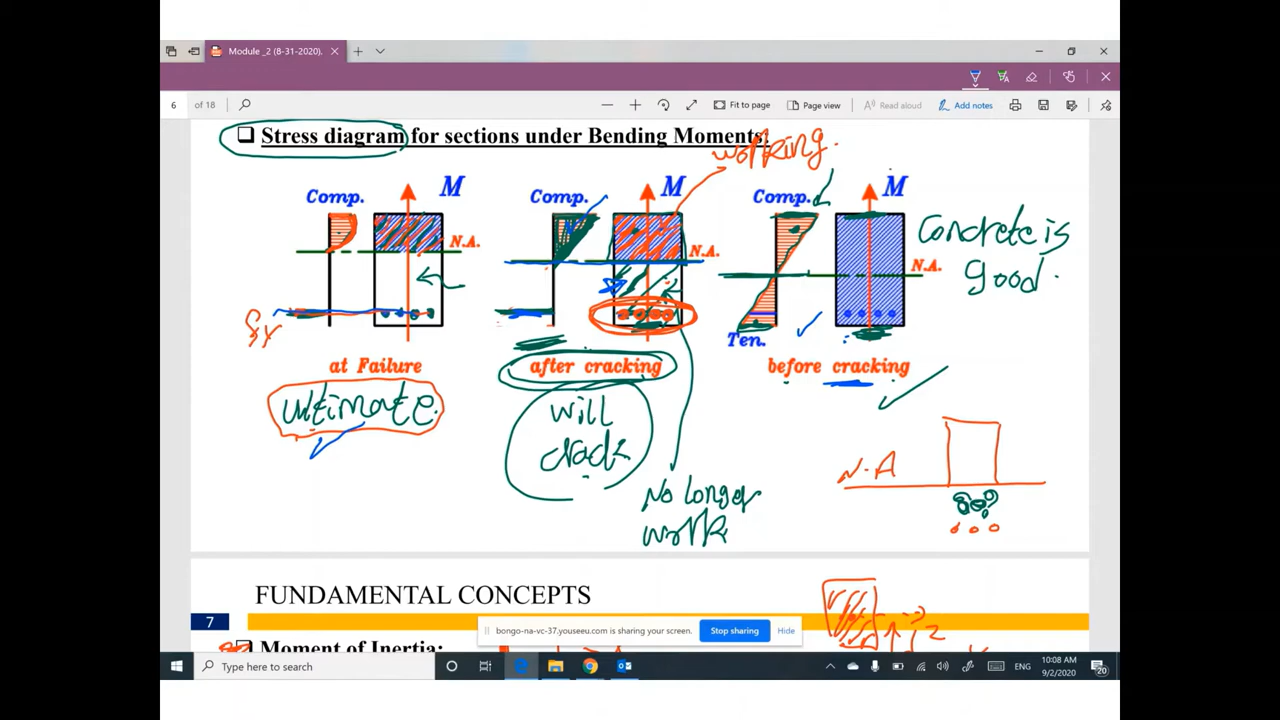 Module _2 (8-31-2020).
6 of 18
Fit to page
Page view
Read aloud
Add notes
❑ Stress diagram for sections under Bending Moments:
working.
Comp. M
Comp. M
Comp. M
N.A.
N.A.
N.A.
Concrete is
good.
Ten.
at Failure
after cracking
before cracking
ultimate.
will
crack
N.A
No longer
work
FUNDAMENTAL CONCEPTS
7
bongo-na-vc-37.youseeu.com is sharing your screen.
Stop sharing
Hide
❑ Moment of Inertia:
Type here to search
ENG
10:08 AM
9/2/2020
20